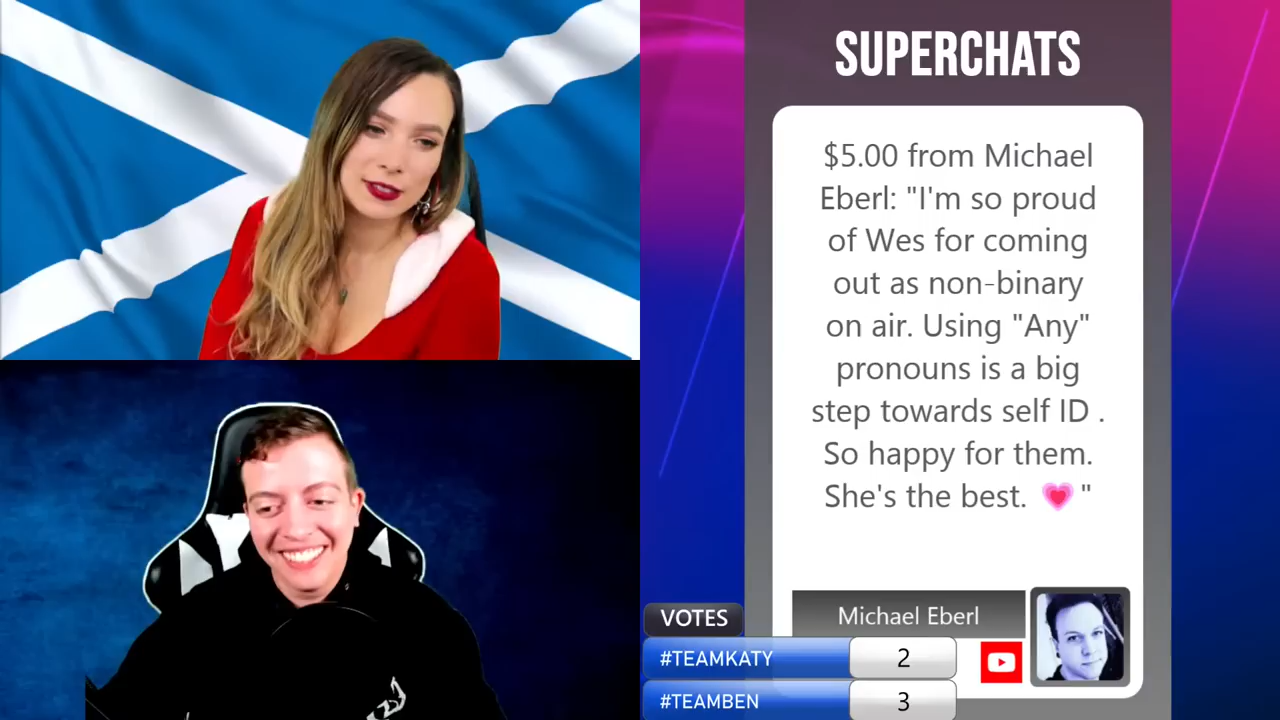 SUPERCHATS
$5.00 from Michael
Eberl: "I'm so proud
of Wes for coming
out as non-binary
on air. Using "Any"
pronouns is a big
step towards self ID .
So happy for them.
She's the best. 💗 "
Michael Eberl
VOTES
#TEAMKATY 2
#TEAMBEN 3